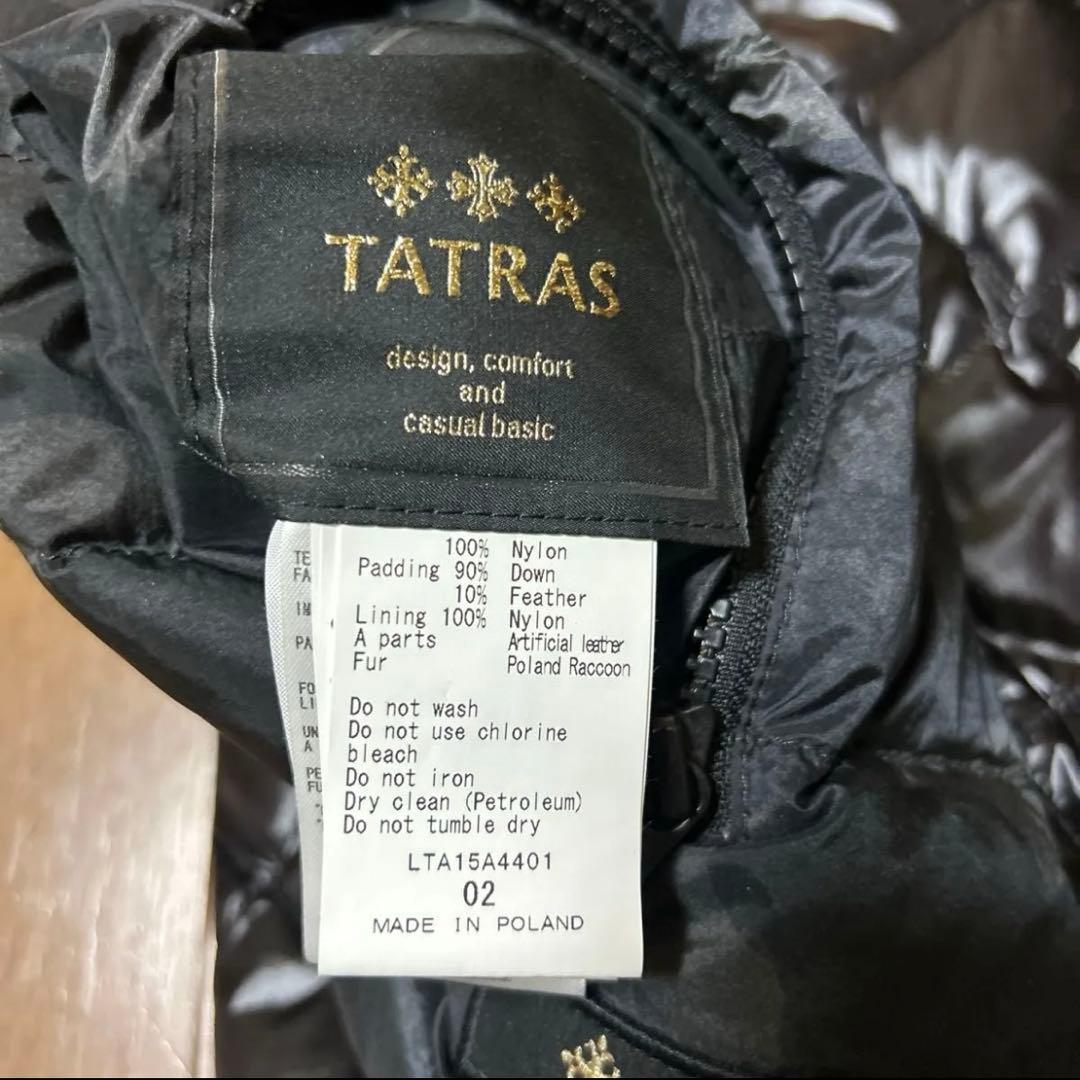 TATRAS
design, comfort
and
casual basic
100% Nylon
Padding 90% Down
10% Feather
Lining 100% Nylon
A parts Artificial leather
Fur Poland Raccoon
Do not wash
Do not use chlorine
bleach
Do not iron
Dry clean (Petroleum)
Do not tumble dry
LTA15A4401
02
MADE IN POLAND